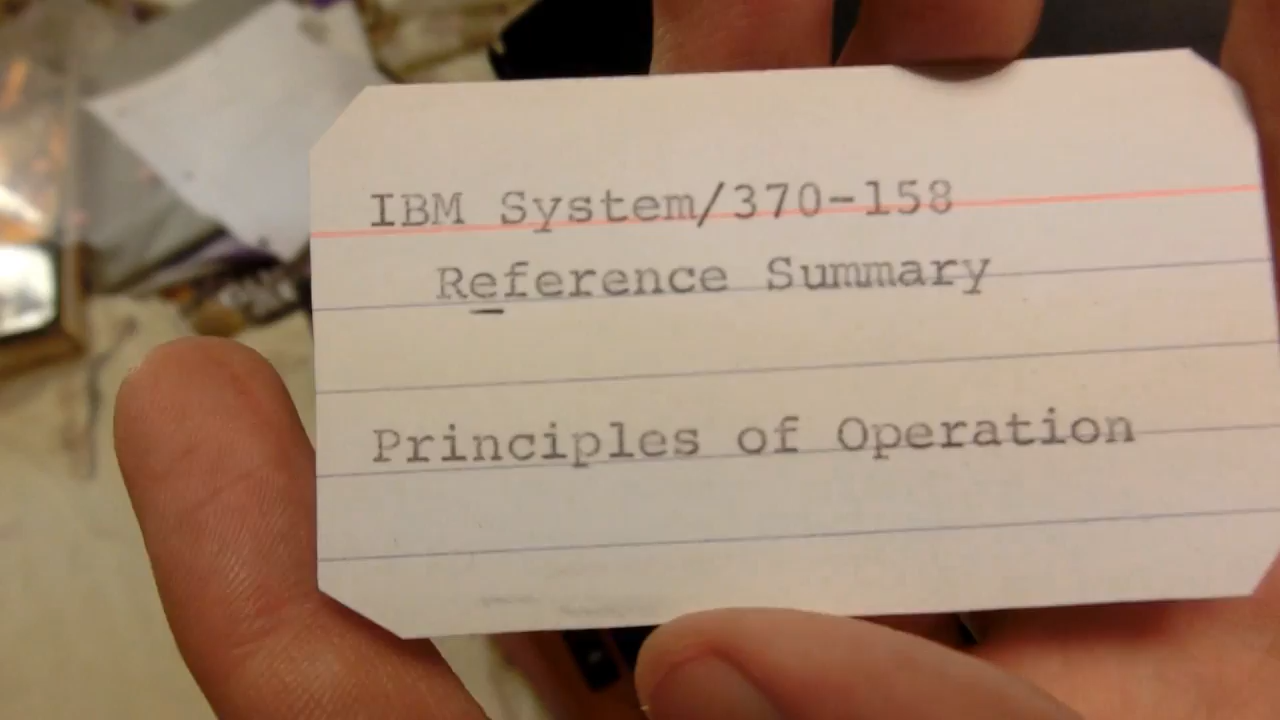 IBM System/370-158
Reference Summary
Principles of Operation